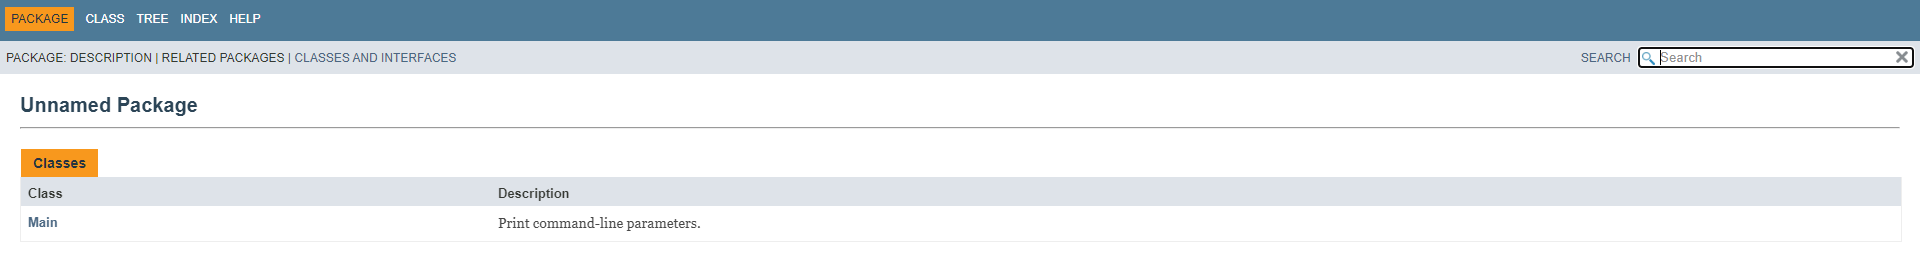 PACKAGE CLASS TREE INDEX HELP
PACKAGE: DESCRIPTION | RELATED PACKAGES | CLASSES AND INTERFACES SEARCH Search
Unnamed Package
Classes
Class Description
Main Print command-line parameters.